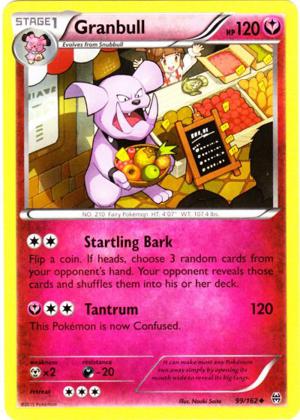 STAGE1
Granbull
HP 120
Evolves from Snubbull
NO. 210 Fairy Pokémon HT: 4'07" WT: 107.4 lbs.
Startling Bark
Flip a coin. If heads, choose 3 random cards from
your opponent's hand. Your opponent reveals those
cards and shuffles them into his or her deck.
Tantrum 120
This Pokémon is now Confused.
weakness resistance
×2 -20
It can make most any Pokémon
run away simply by opening its
mouth wide to reveal its big fangs.
retreat
©2015 Pokémon
Illus. Naoki Saito
99/162